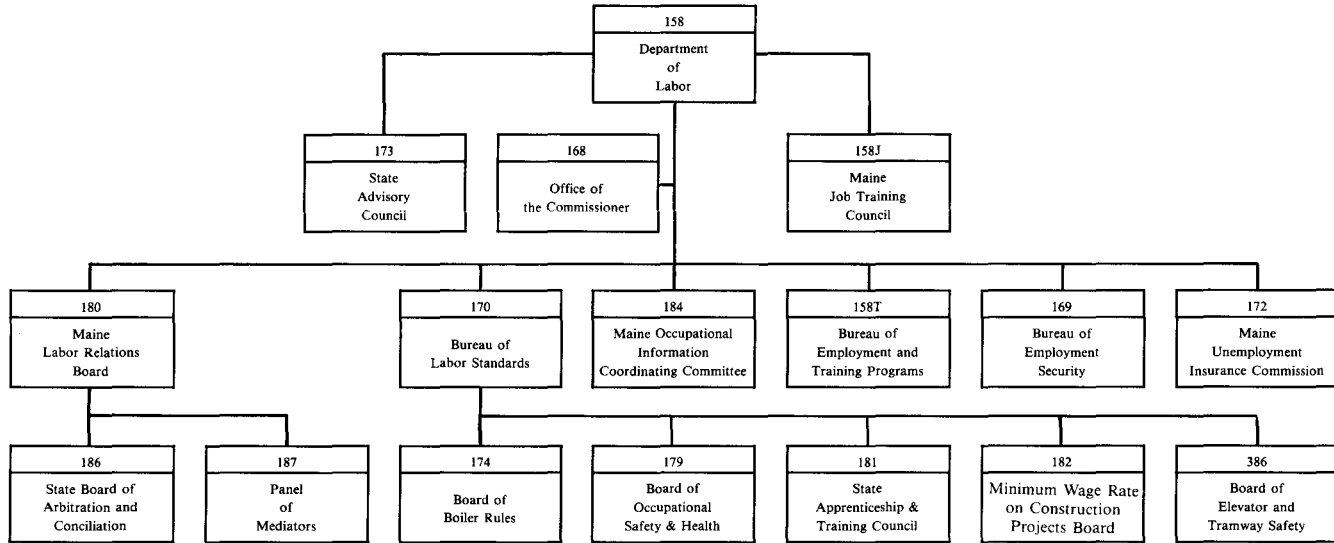 158
Department
of
Labor
173
State
Advisory
Council
168
Office of
the Commissioner
158J
Maine
Job Training
Council
180
Maine
Labor Relations
Board
170
Bureau of
Labor Standards
184
Maine Occupational
Information
Coordinating Committee
158T
Bureau of
Employment and
Training Programs
169
Bureau of
Employment
Security
172
Maine
Unemployment
Insurance Commission
186
State Board of
Arbitration and
Conciliation
187
Panel
of
Mediators
174
Board of
Boiler Rules
179
Board of
Occupational
Safety & Health
181
State
Apprenticeship &
Training Council
182
Minimum Wage Rate
on Construction
Projects Board
386
Board of
Elevator and
Tramway Safety